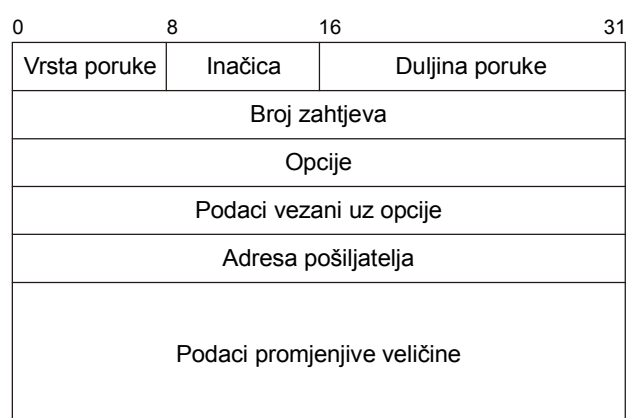 0 8 16 31
Vrsta poruke Inačica Duljina poruke
Broj zahtjeva
Opcije
Podaci vezani uz opcije
Adresa pošiljatelja
Podaci promjenjive veličine